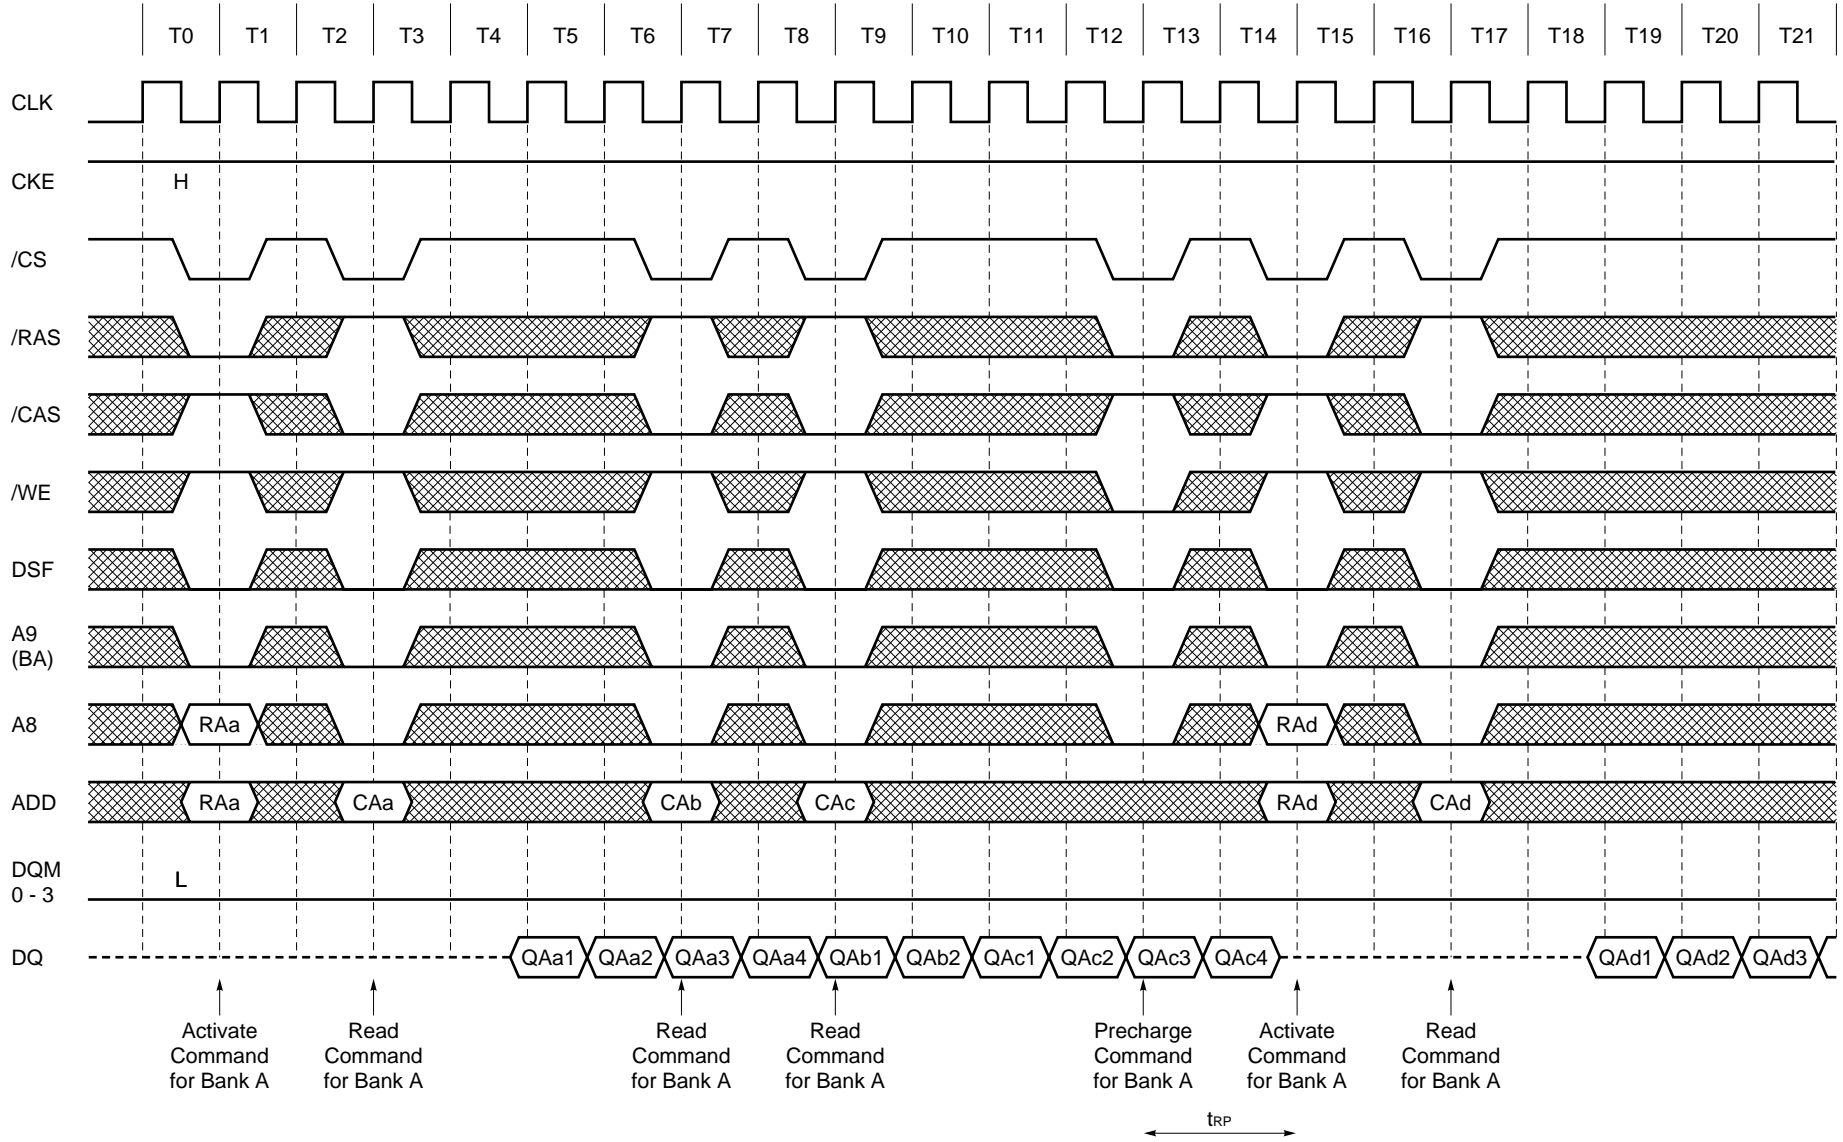 T0 T1 T2 T3 T4 T5 T6 T7 T8 T9 T10 T11 T12 T13 T14 T15 T16 T17 T18 T19 T20 T21
CLK
CKE
H
/CS
/RAS
/CAS
/WE
DSF
A9
(BA)
A8 RAa RAd
ADD RAa CAa CAb CAc RAd CAd
DQM
0 - 3
L
DQ QAa1 QAa2 QAa3 QAa4 QAb1 QAb2 QAc1 QAc2 QAc3 QAc4 QAd1 QAd2 QAd3
Activate
Command
for Bank A
Read
Command
for Bank A
Read
Command
for Bank A
Read
Command
for Bank A
Precharge
Command
for Bank A
Activate
Command
for Bank A
Read
Command
for Bank A
tRP